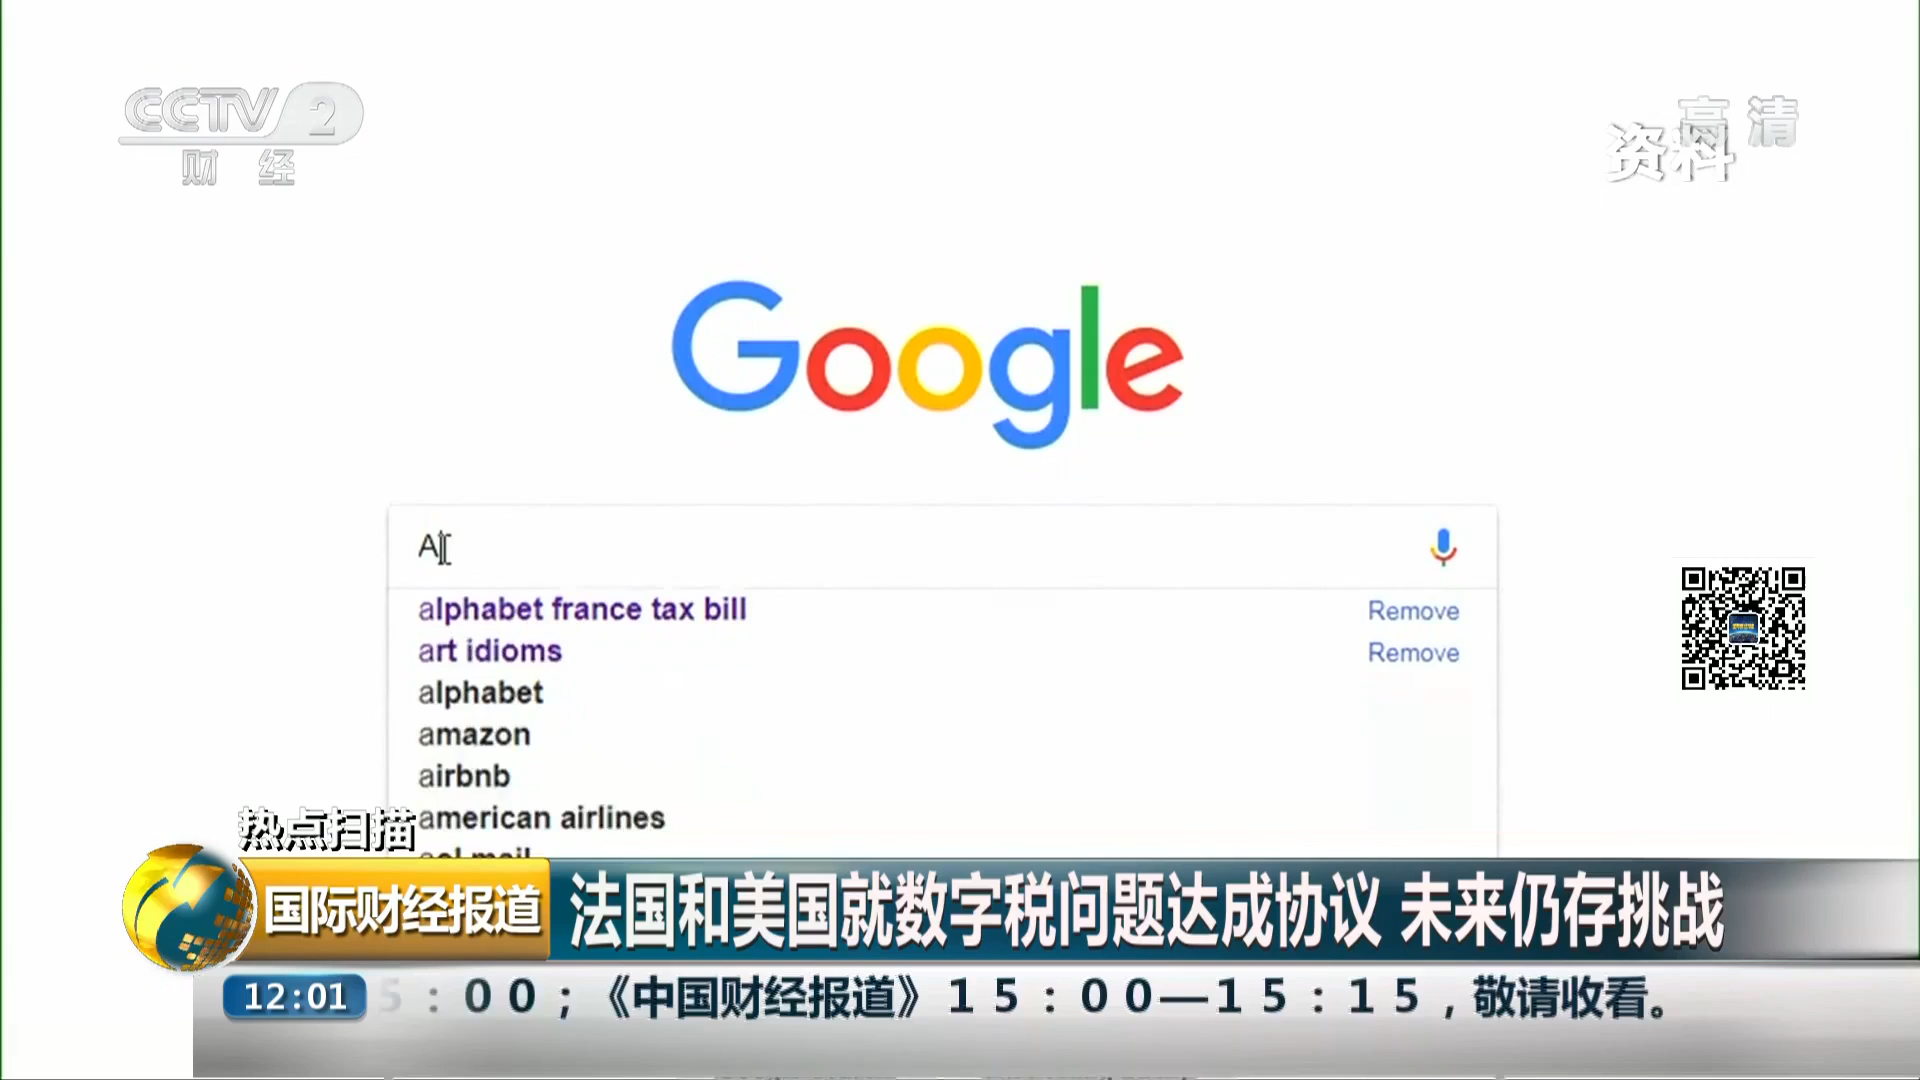 CCTV 2
财 经
高清
资料
Google
A
alphabet france tax bill Remove
art idioms Remove
alphabet
amazon
airbnb
american airlines
aol mail
热点扫描
国际财经报道
法国和美国就数字税问题达成协议 未来仍存挑战
12:01
5：00；《中国财经报道》15：00—15：15，敬请收看。